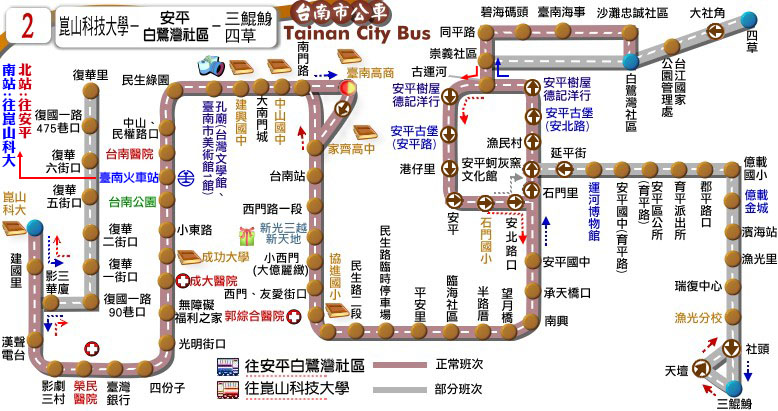 2
崑山科技大學–
安平
白鷺灣社區
–三鯤鯓
四草
台南市公車
Tainan City Bus
北站:往安平
南站:往崑山科大
復華里
復國一路
475巷口
復華
六街口
復華
五街口
復華
二街口
復華
一街口
復國一路
90巷口
影三
華廈
崑山
科大
建國里
漢聲
電台
影劇
三村
榮民
醫院
臺灣
銀行
四份子
光明街口
無障礙
福利之家
成大醫院
成功大學
小東路
台南公園
臺南火車站
台南醫院
中山、
民權路口
民生綠園
孔廟(台灣文學館、
臺南市美術館1館)
建興國中
大南門城
中山國中
南門路
臺南高商
家齊高中
台南站
西門路一段
新光三越
新天地
小西門
(大億麗緻)
西門、友愛街口
郭綜合醫院
協進國小
民生路二段
民生路臨時停車場
平安里
臨海社區
半路厝
望月橋
南興
承天橋口
安平國中
石門里
安北路口
石門國小
安平
港仔里
安平古堡
(安平路)
安平樹屋
德記洋行
古運河
崇義社區
同平路
碧海碼頭
臺南海事
沙灘忠誠社區
白鷺灣社區
台江國家
公園管理處
大社角
四草
安平樹屋
德記洋行
安平古堡
(安北路)
漁民村
安平蚵灰窯
文化館
延平街
運河博物館
安平國中(育平路)
安平區公所
(育平路)
育平派出所
郡平路口
億載
國小
億載
金城
濱海站
漁光里
瑞復中心
漁光分校
社頭
天壇
三鯤鯓
往安平白鷺灣社區
往崑山科技大學
正常班次
部分班次